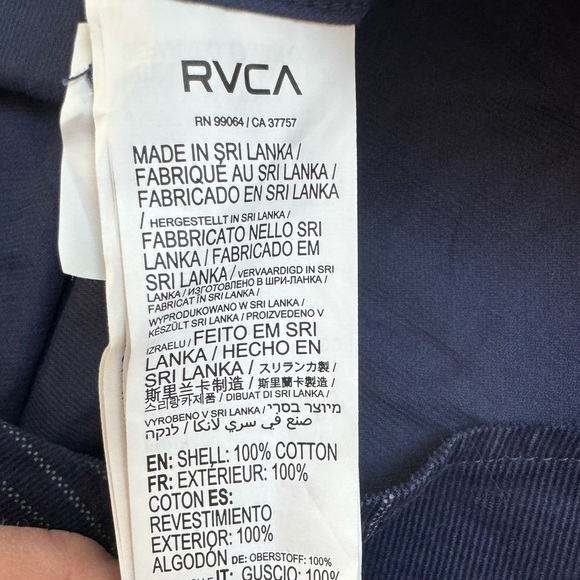 RVCA
RN 99064 / CA 37757
MADE IN SRI LANKA /
FABRIQUÉ AU SRI LANKA /
FABRICADO EN SRI LANKA
/ HERGESTELLT IN SRI LANKA /
FABBRICATO NELLO SRI
LANKA / FABRICADO EM
SRI LANKA / VERVAARDIGD IN SRI
LANKA / ИЗГОТОВЛЕНО В ШРИ-ЛАНКА /
FABRICAT ÎN SRI LANKA /
WYPRODUKOWANO W SRI LANKA /
KÉSZÜLT SRI LANKA / PROIZVEDENO V
IZRAELU / FEITO EM SRI
LANKA / HECHO EN
SRI LANKA / スリランカ製 /
斯里兰卡制造 / 斯里蘭卡製造 /
스리랑카제품 / DIBUAT DI SRI LANKA /
VYROBENO V SRI LANKA / מיוצר בסרי
לנקה / صنع في سري لانكا
EN: SHELL: 100% COTTON
FR: EXTÉRIEUR: 100%
COTON ES:
REVESTIMIENTO
EXTERIOR: 100%
ALGODÓN DE: OBERSTOFF: 100%
IT: GUSCIO: 100%